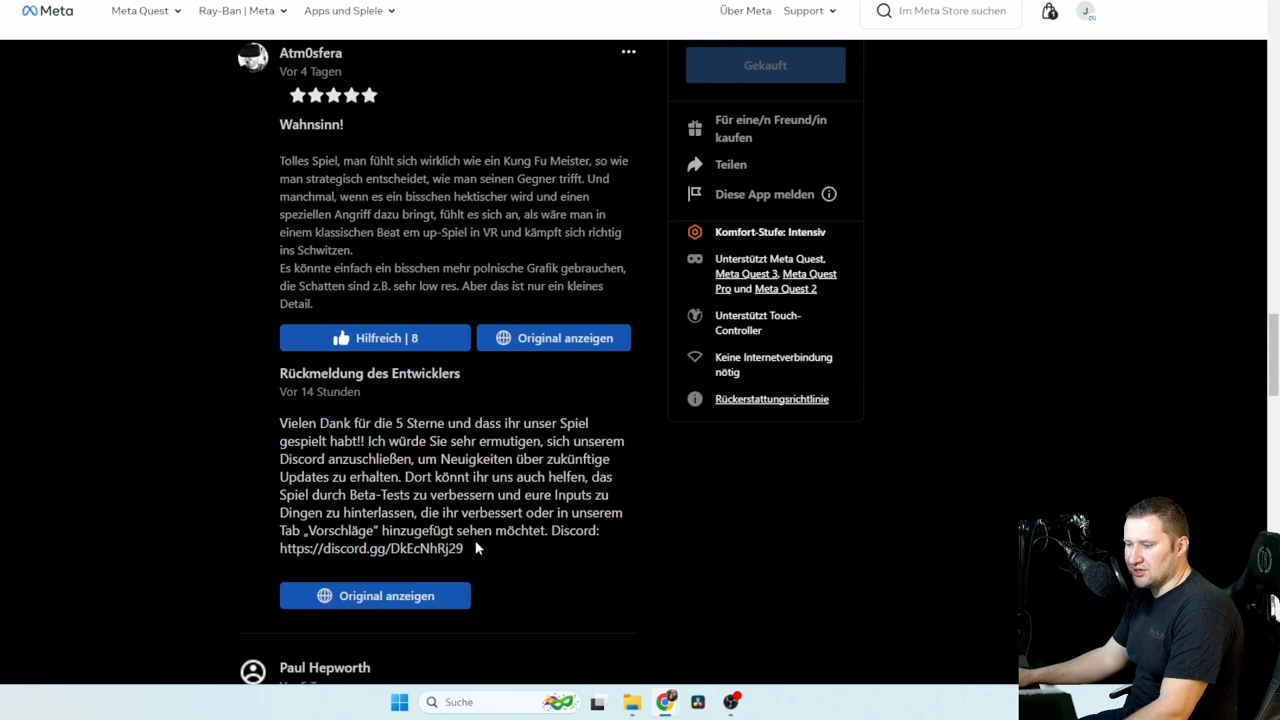 Meta
Meta Quest
Ray-Ban | Meta
Apps und Spiele
Über Meta
Support
Im Meta Store suchen
1
J
Atm0sfera
Vor 4 Tagen
Wahnsinn!
Tolles Spiel, man fühlt sich wirklich wie ein Kung Fu Meister, so wie
man strategisch entscheidet, wie man seinen Gegner trifft. Und
manchmal, wenn es ein bisschen hektischer wird und einen
speziellen Angriff dazu bringt, fühlt es sich an, als wäre man in
einem klassischen Beat em up-Spiel in VR und kämpft sich richtig
ins Schwitzen.
Es könnte einfach ein bisschen mehr polnische Grafik gebrauchen,
die Schatten sind z.B. sehr low res. Aber das ist nur ein kleines
Detail.
Hilfreich | 8
Original anzeigen
Rückmeldung des Entwicklers
Vor 14 Stunden
Vielen Dank für die 5 Sterne und dass ihr unser Spiel
gespielt habt!! Ich würde Sie sehr ermutigen, sich unserem
Discord anzuschließen, um Neuigkeiten über zukünftige
Updates zu erhalten. Dort könnt ihr uns auch helfen, das
Spiel durch Beta-Tests zu verbessern und eure Inputs zu
Dingen zu hinterlassen, die ihr verbessert oder in unserem
Tab „Vorschläge“ hinzugefügt sehen möchtet. Discord:
https://discord.gg/DkEcNhRj29
Original anzeigen
Paul Hepworth
Gekauft
Für eine/n Freund/in
kaufen
Teilen
Diese App melden
Komfort-Stufe: Intensiv
Unterstützt Meta Quest,
Meta Quest 3, Meta Quest
Pro und Meta Quest 2
Unterstützt Touch-
Controller
Keine Internetverbindung
nötig
Rückerstattungsrichtlinie
Suche